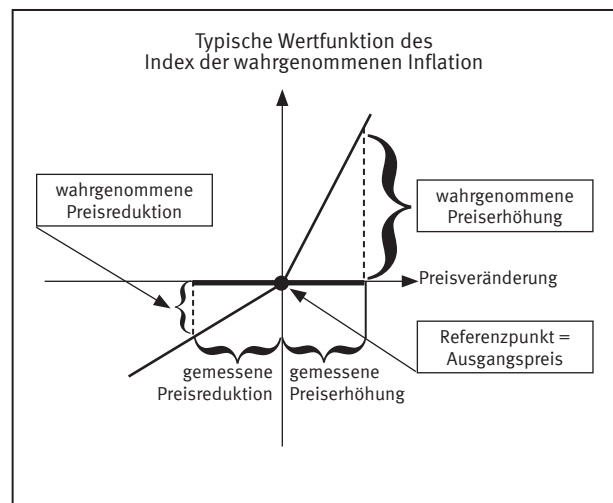 Typische Wertfunktion des
Index der wahrgenommenen Inflation
wahrgenommene
Preisreduktion
wahrgenommene
Preiserhöhung
Preisveränderung
Referenzpunkt =
Ausgangspreis
gemessene
Preisreduktion
gemessene
Preiserhöhung